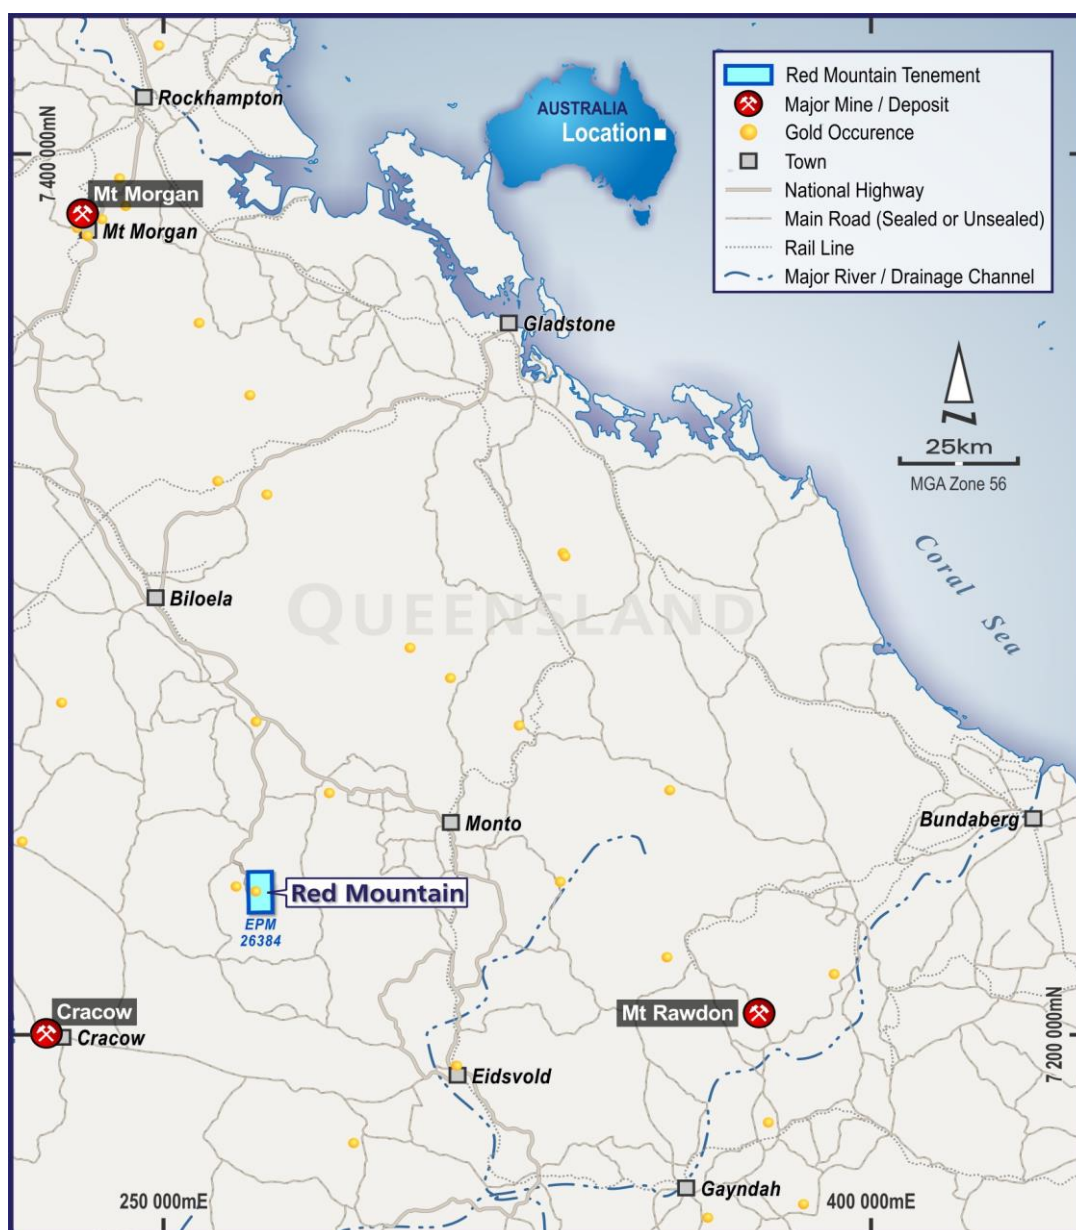 Rockhampton
7 400 000mN
Mt Morgan
Mt Morgan
AUSTRALIA
Location
Red Mountain Tenement
Major Mine / Deposit
Gold Occurence
Town
National Highway
Main Road (Sealed or Unsealed)
Rail Line
Major River / Drainage Channel
Gladstone
N
25km
MGA Zone 56
Coral Sea
Biloela
QUEENSLAND
Monto
Bundaberg
Red Mountain
EPM
26384
Cracow
Cracow
Mt Rawdon
7 200 000mN
Eidsvold
Gayndah
250 000mE
400 000mE